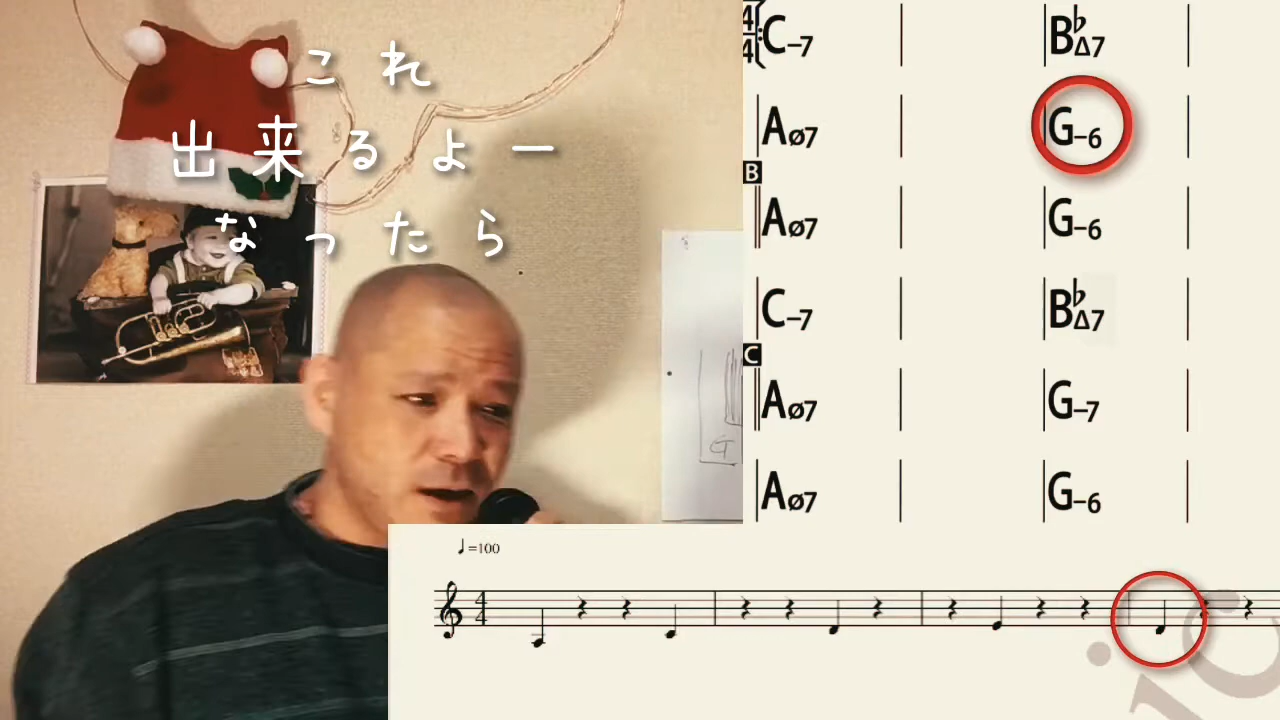 これ
出来るよー
なったら
4/4 C–7 B♭Δ7
Aø7 G–6
B
Aø7 G–6
C–7 B♭Δ7
C
Aø7 G–7
Aø7 G–6
G
♩=100
4/4
ic